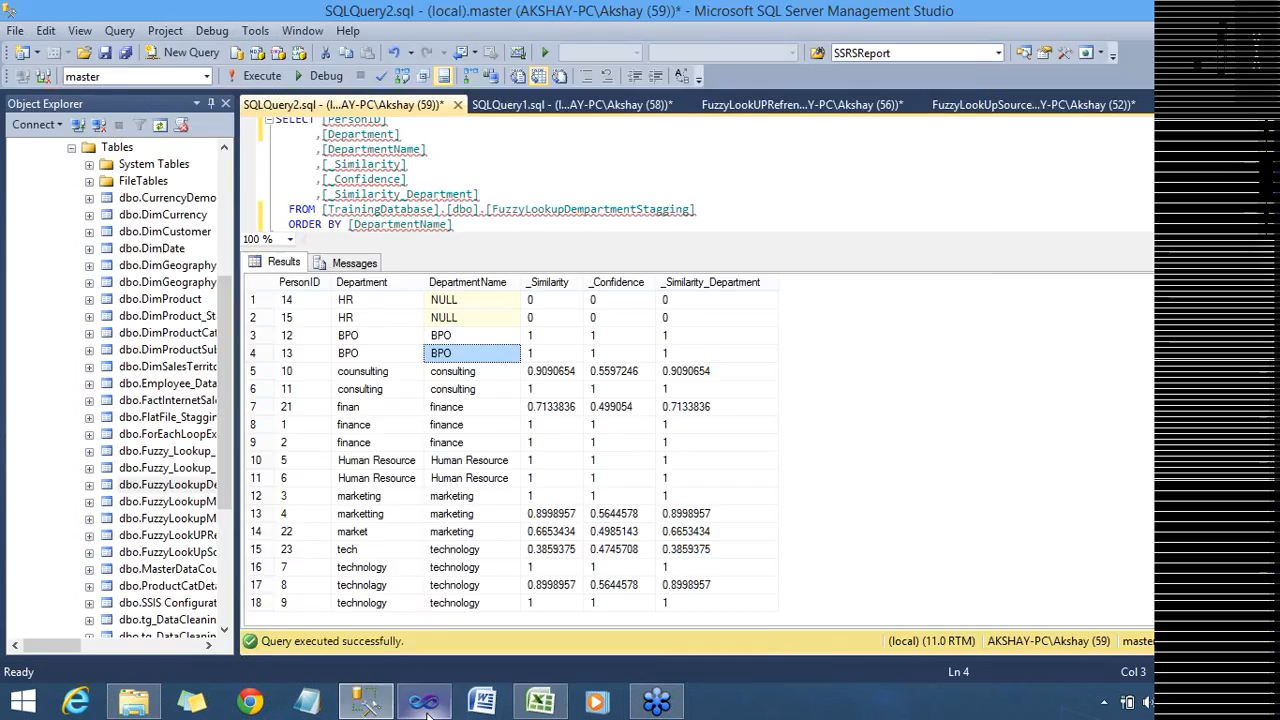 SQLQuery2.sql - (local).master (AKSHAY-PC\Akshay (59))* - Microsoft SQL Server Management Studio
File Edit View Query Project Debug Tools Window Help
New Query SSRSReport
master Execute Debug
Object Explorer
SQLQuery2.sql - (l...AY-PC\Akshay (59))* SQLQuery1.sql - (l...AY-PC\Akshay (58))* FuzzyLookUPRefren...Y-PC\Akshay (56))* FuzzyLookUpSource...Y-PC\Akshay (52))*
Connect
Tables
System Tables
FileTables
dbo.CurrencyDemo
dbo.DimCurrency
dbo.DimCustomer
dbo.DimDate
dbo.DimGeography
dbo.DimGeography
dbo.DimProduct
dbo.DimProduct_St
dbo.DimProductCat
dbo.DimProductSub
dbo.DimSalesTerrito
dbo.Employee_Data
dbo.FactInternetSal
dbo.FlatFile_Staggin
dbo.ForEachLoopEx
dbo.Fuzzy_Lookup_
dbo.Fuzzy_Lookup_
dbo.FuzzyLookupDe
dbo.FuzzyLookupM
dbo.FuzzyLookupM
dbo.FuzzyLookUPRe
dbo.FuzzyLookUpSo
dbo.MasterDataCou
dbo.ProductCatDet
dbo.SSIS Configurat
dbo.tg_DataCleanin
dbo.tg_DataCleanin
SELECT [PersonID]
,[Department]
,[DepartmentName]
,[_Similarity]
,[_Confidence]
,[_Similarity_Department]
FROM [TrainingDatabase].[dbo].[FuzzyLookupDempartmentStagging]
ORDER BY [DepartmentName]
100 %
Results Messages
PersonID Department DepartmentName _Similarity _Confidence _Similarity_Department
1 14 HR NULL 0 0 0
2 15 HR NULL 0 0 0
3 12 BPO BPO 1 1 1
4 13 BPO BPO 1 1 1
5 10 counsulting consulting 0.9090654 0.5597246 0.9090654
6 11 consulting consulting 1 1 1
7 21 finan finance 0.7133836 0.499054 0.7133836
8 1 finance finance 1 1 1
9 2 finance finance 1 1 1
10 5 Human Resource Human Resource 1 1 1
11 6 Human Resource Human Resource 1 1 1
12 3 marketing marketing 1 1 1
13 4 marketting marketing 0.8998957 0.5644578 0.8998957
14 22 market marketing 0.6653434 0.4985143 0.6653434
15 23 tech technology 0.3859375 0.4745708 0.3859375
16 7 technology technology 1 1 1
17 8 technolagy technology 0.8998957 0.5644578 0.8998957
18 9 technology technology 1 1 1
Query executed successfully. (local) (11.0 RTM) AKSHAY-PC\Akshay (59) maste
Ready Ln 4 Col 3